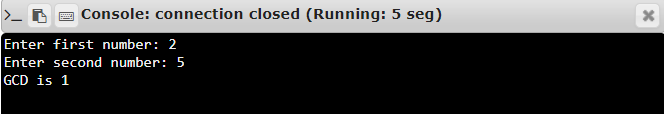 Console: connection closed (Running: 5 seg)
Enter first number: 2
Enter second number: 5
GCD is 1